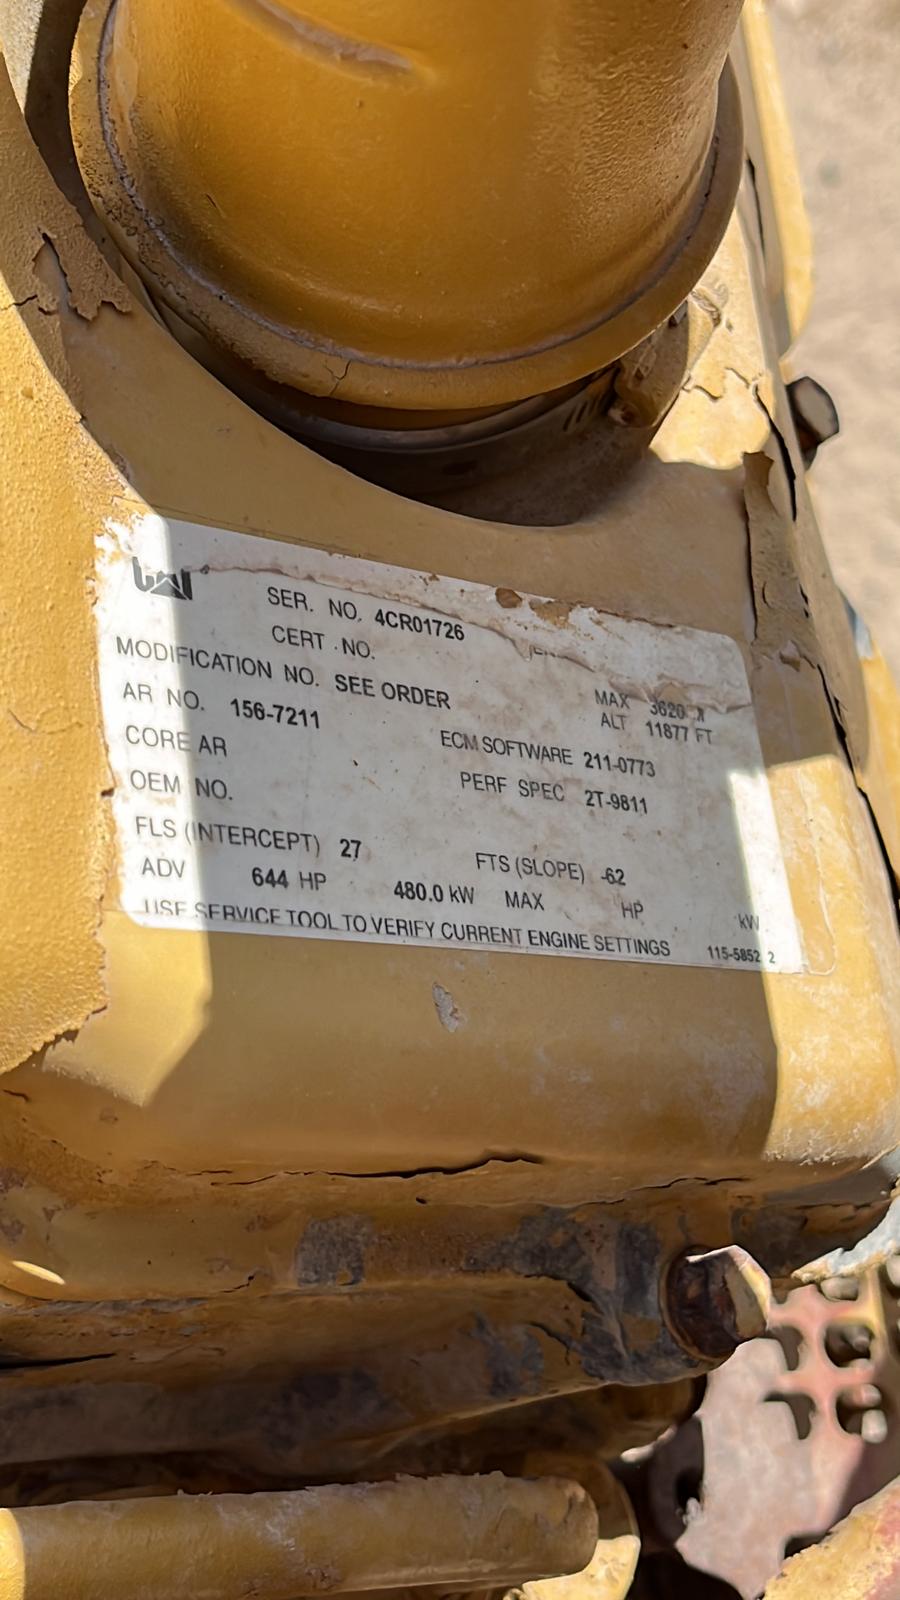 CAT
SER. NO. 4CR01726
CERT. NO.
MODIFICATION NO. SEE ORDER
MAX 3620
AR NO. 156-7211
ALT 11877 FT
CORE AR
ECM SOFTWARE 211-0773
OEM NO.
PERF SPEC 2T-9811
FLS (INTERCEPT) 27
FTS (SLOPE) -62
ADV 644 HP 480.0 kW MAX HP kW
USE SERVICE TOOL TO VERIFY CURRENT ENGINE SETTINGS 115-5852 2